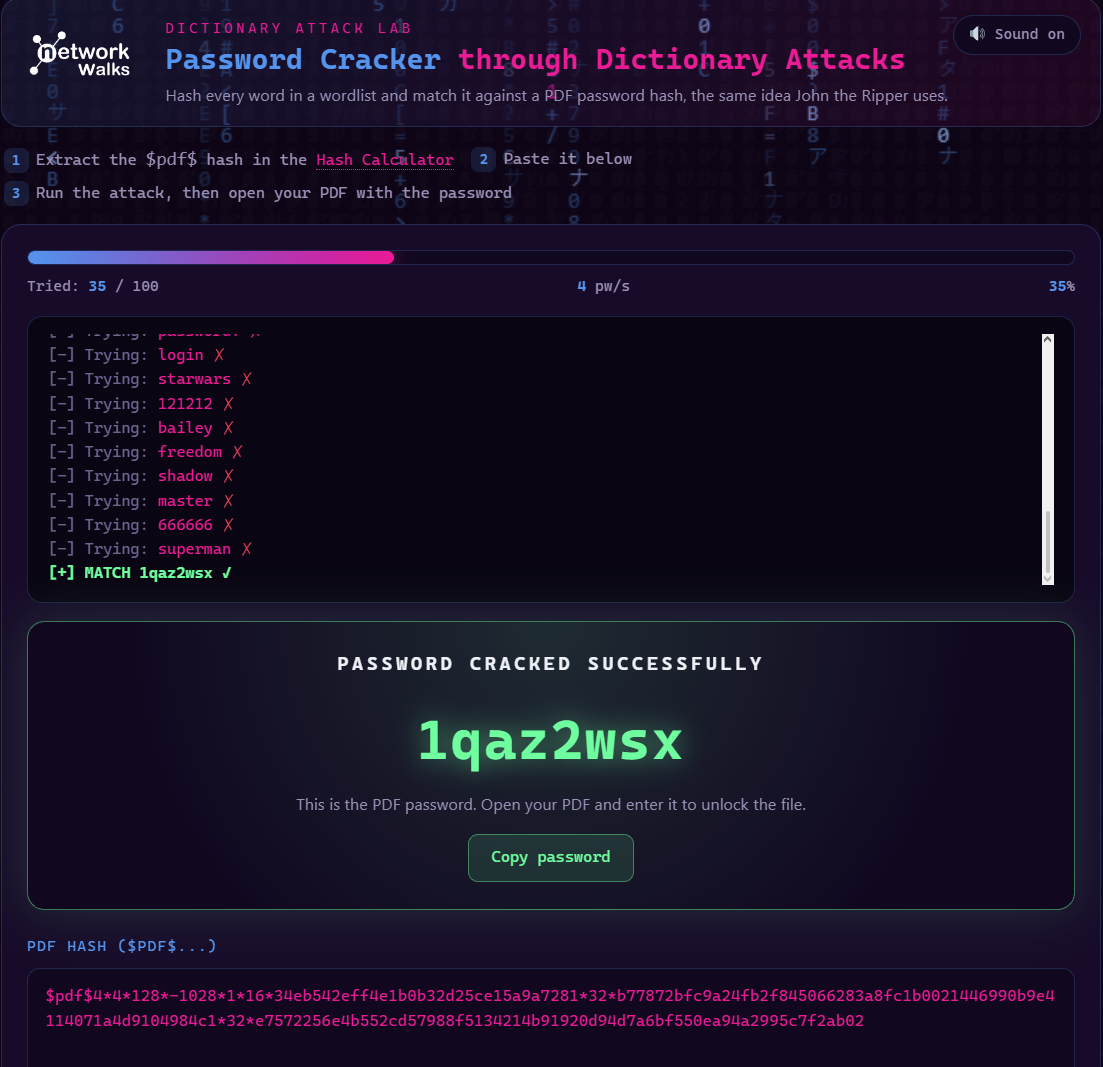 network
Walks
DICTIONARY ATTACK LAB
Password Cracker through Dictionary Attacks
Hash every word in a wordlist and match it against a PDF password hash, the same idea John the Ripper uses.
Sound on
1 Extract the $pdf$ hash in the Hash Calculator 2 Paste it below
3 Run the attack, then open your PDF with the password
Tried: 35 / 100 4 pw/s 35%
[-] Trying: login ✗
[-] Trying: starwars ✗
[-] Trying: 121212 ✗
[-] Trying: bailey ✗
[-] Trying: freedom ✗
[-] Trying: shadow ✗
[-] Trying: master ✗
[-] Trying: 666666 ✗
[-] Trying: superman ✗
[+] MATCH 1qaz2wsx ✓
PASSWORD CRACKED SUCCESSFULLY
1qaz2wsx
This is the PDF password. Open your PDF and enter it to unlock the file.
Copy password
PDF HASH ($PDF$...)
$pdf$4*4*128*-1028*1*16*34eb542eff4e1b0b32d25ce15a9a7281*32*b77872bfc9a24fb2f845066283a8fc1b0021446990b9e4
114071a4d9104984c1*32*e7572256e4b552cd57988f5134214b91920d94d7a6bf550ea94a2995c7f2ab02